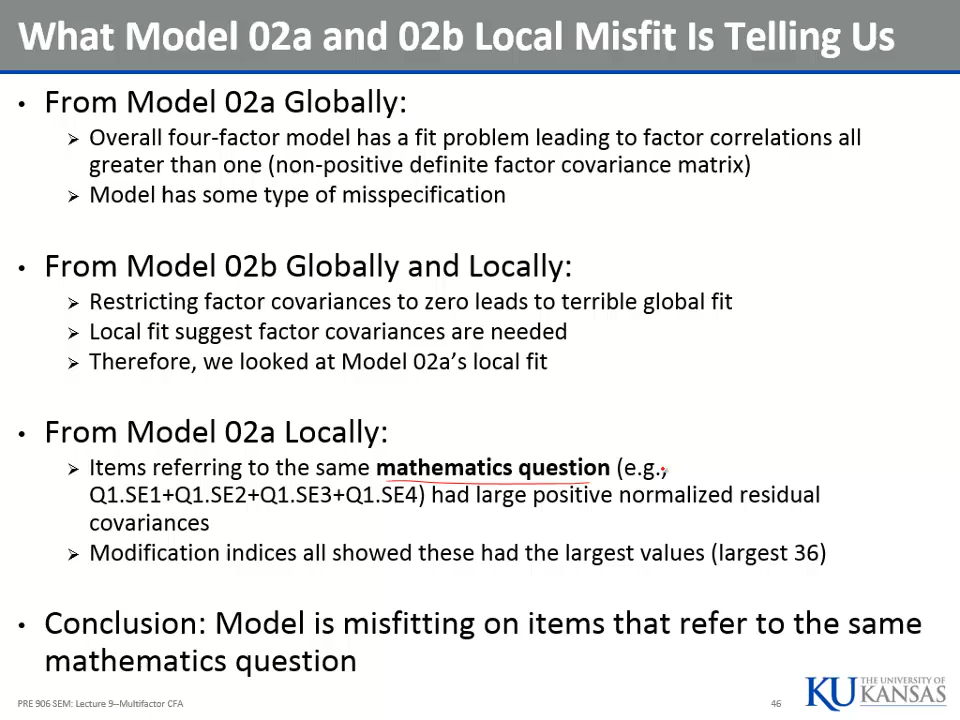 What Model 02a and 02b Local Misfit Is Telling Us
• From Model 02a Globally:
➢ Overall four-factor model has a fit problem leading to factor correlations all
greater than one (non-positive definite factor covariance matrix)
➢ Model has some type of misspecification
• From Model 02b Globally and Locally:
➢ Restricting factor covariances to zero leads to terrible global fit
➢ Local fit suggest factor covariances are needed
➢ Therefore, we looked at Model 02a’s local fit
• From Model 02a Locally:
➢ Items referring to the same mathematics question (e.g.,
Q1.SE1+Q1.SE2+Q1.SE3+Q1.SE4) had large positive normalized residual
covariances
➢ Modification indices all showed these had the largest values (largest 36)
• Conclusion: Model is misfitting on items that refer to the same
mathematics question
PRE 906 SEM: Lecture 9--Multifactor CFA
46
KU THE UNIVERSITY OF
KANSAS